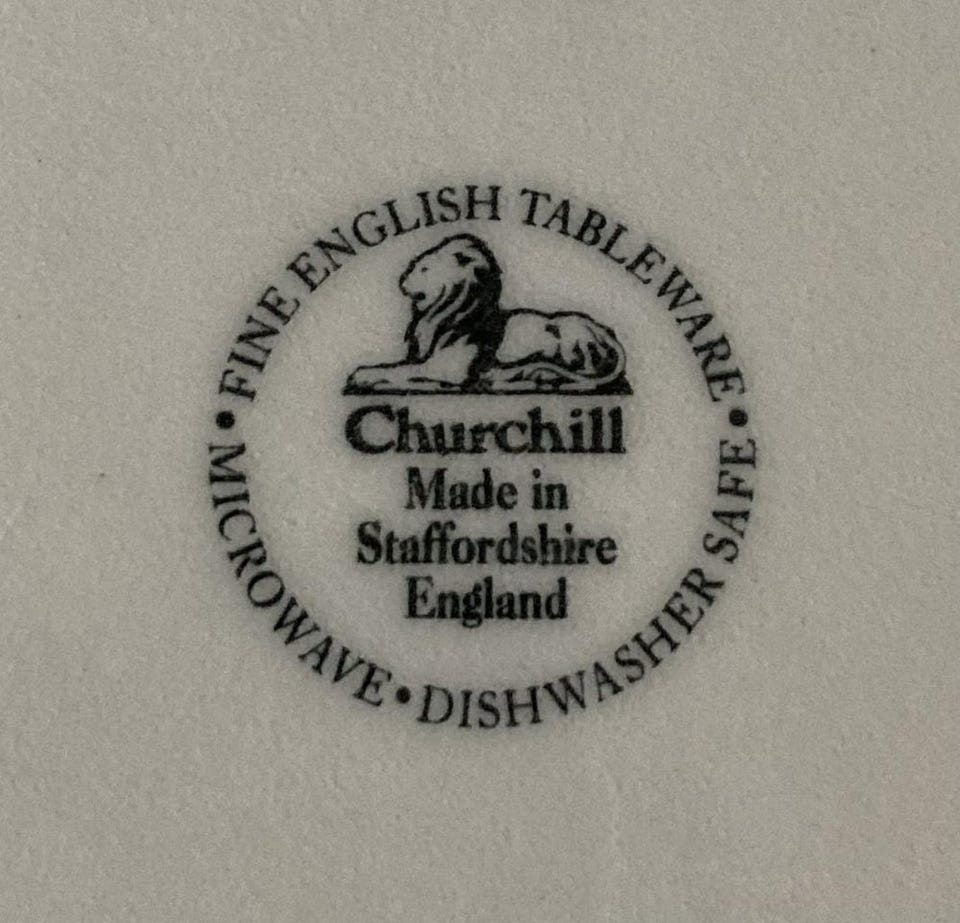 • FINE ENGLISH TABLEWARE •
Churchill
Made in
Staffordshire
England
MICROWAVE • DISHWASHER SAFE